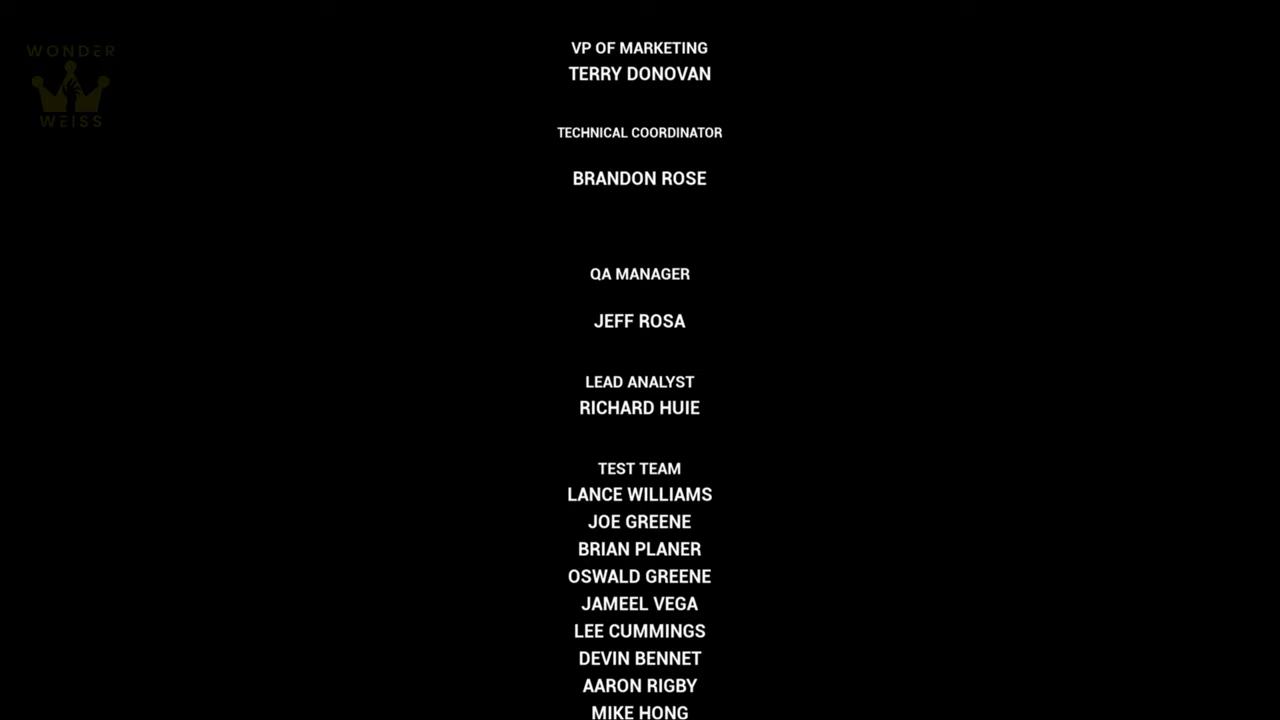 WONDER
WEISS
VP OF MARKETING
TERRY DONOVAN
TECHNICAL COORDINATOR
BRANDON ROSE
QA MANAGER
JEFF ROSA
LEAD ANALYST
RICHARD HUIE
TEST TEAM
LANCE WILLIAMS
JOE GREENE
BRIAN PLANER
OSWALD GREENE
JAMEEL VEGA
LEE CUMMINGS
DEVIN BENNET
AARON RIGBY
MIKE HONG